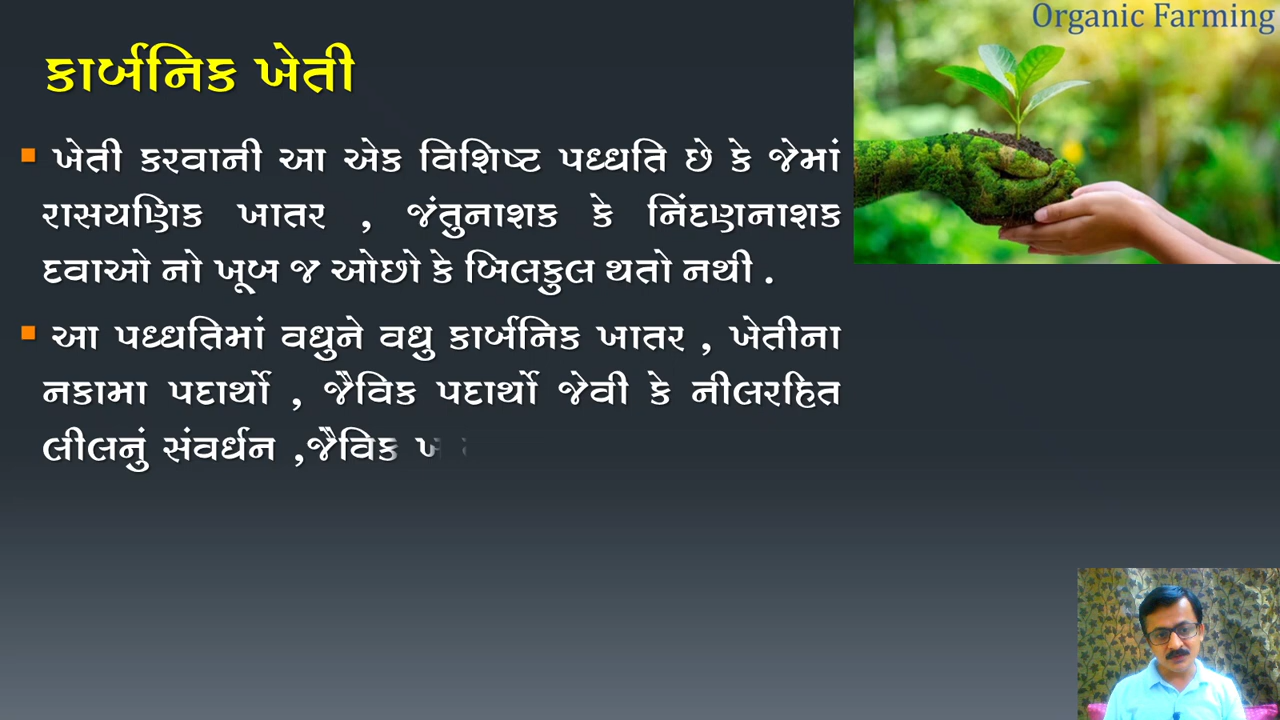 Organic Farming
કાર્બનિક ખેતી
ખેતી કરવાની આ એક વિશિષ્ટ પધ્ધતિ છે કે જેમાં
રાસયણિક ખાતર , જંતુનાશક કે નિંદણનાશક
દવાઓ નો ખૂબ જ ઓછો કે બિલકુલ થતો નથી .
આ પધ્ધતિમાં વધુને વધુ કાર્બનિક ખાતર , ખેતીના
નકામા પદાર્થો , જૈવિક પદાર્થો જેવી કે નીલરહિત
લીલનું સંવર્ધન ,જૈવિક